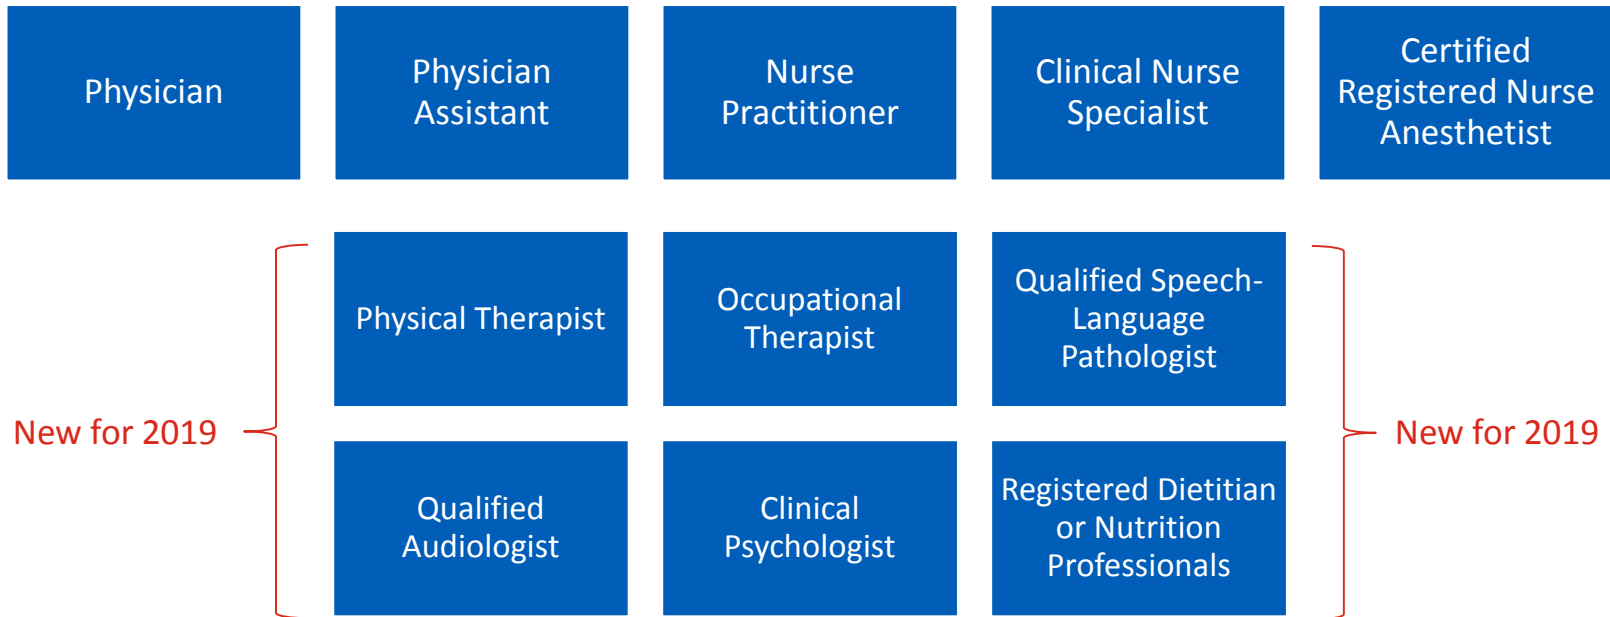 Physician
Physician
Assistant
Nurse
Practitioner
Clinical Nurse
Specialist
Certified
Registered Nurse
Anesthetist
New for 2019
Physical Therapist
Occupational
Therapist
Qualified Speech-
Language
Pathologist
Qualified
Audiologist
Clinical
Psychologist
Registered Dietitian
or Nutrition
Professionals
New for 2019